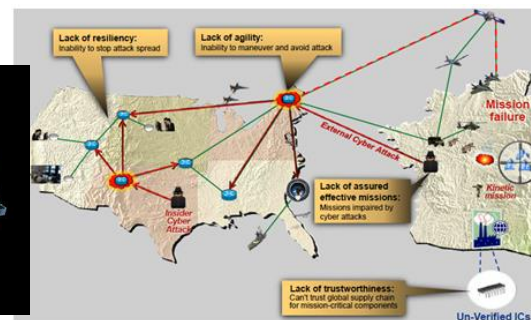 Lack of resiliency:
Inability to stop attack spread
Lack of agility:
Inability to maneuver and avoid attack
Mission
failure
External Cyber Attack
Insider
Cyber
Attack
Lack of assured
effective missions:
Missions impaired by
cyber attacks
Kinetic
mission
Lack of trustworthiness:
Can't trust global supply chain
for mission-critical components
Un-Verified ICs